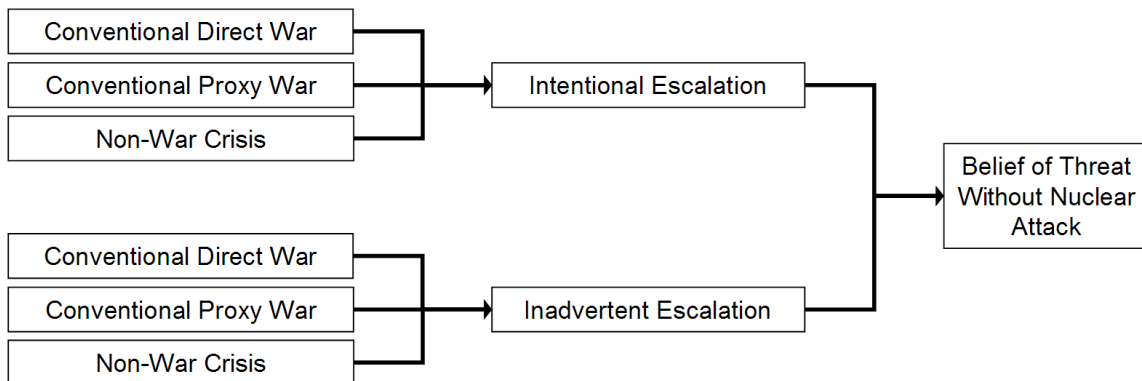 Conventional Direct War
Conventional Proxy War
Non-War Crisis
Intentional Escalation
Belief of Threat
Without Nuclear
Attack
Conventional Direct War
Conventional Proxy War
Non-War Crisis
Inadvertent Escalation